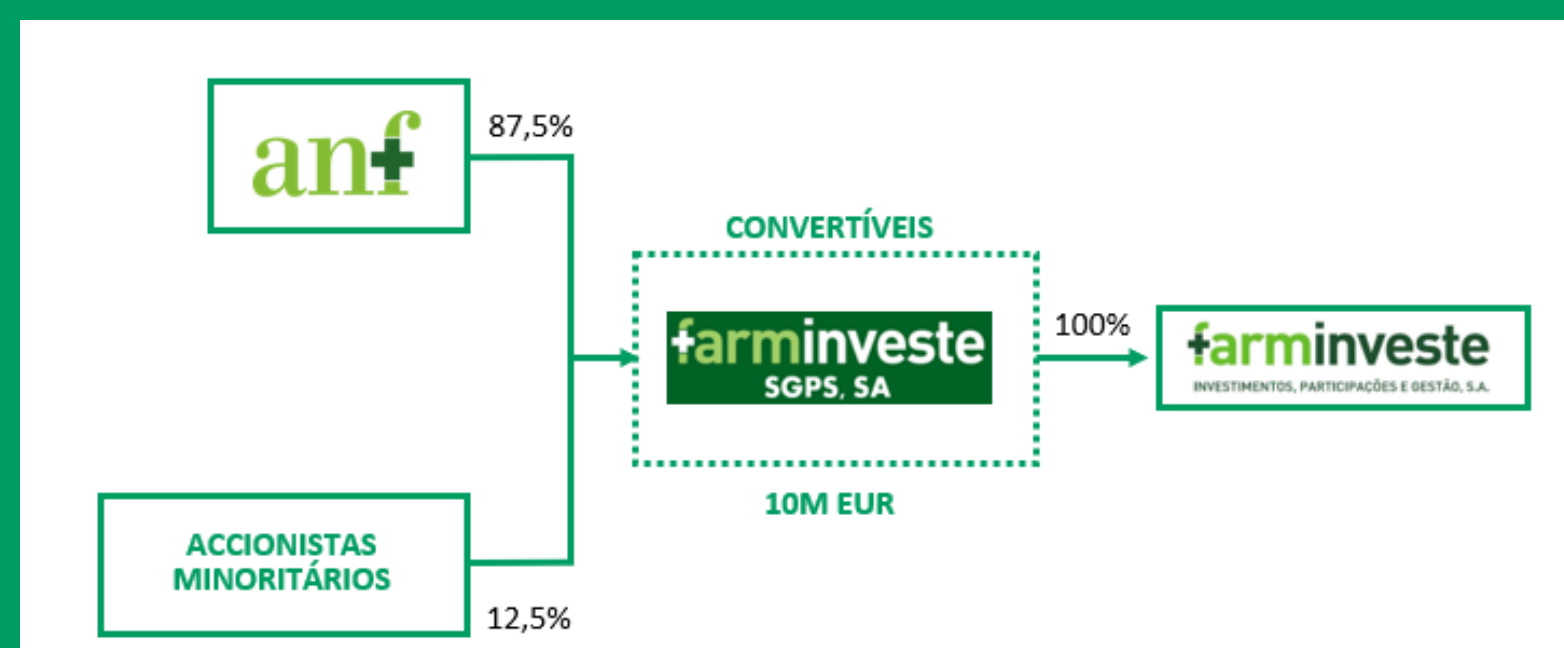 anf
87,5%
CONVERTÍVEIS
farminveste
SGPS, SA
10M EUR
100%
farminveste
INVESTIMENTOS, PARTICIPAÇÕES E GESTÃO, S.A.
ACCIONISTAS
MINORITÁRIOS
12,5%